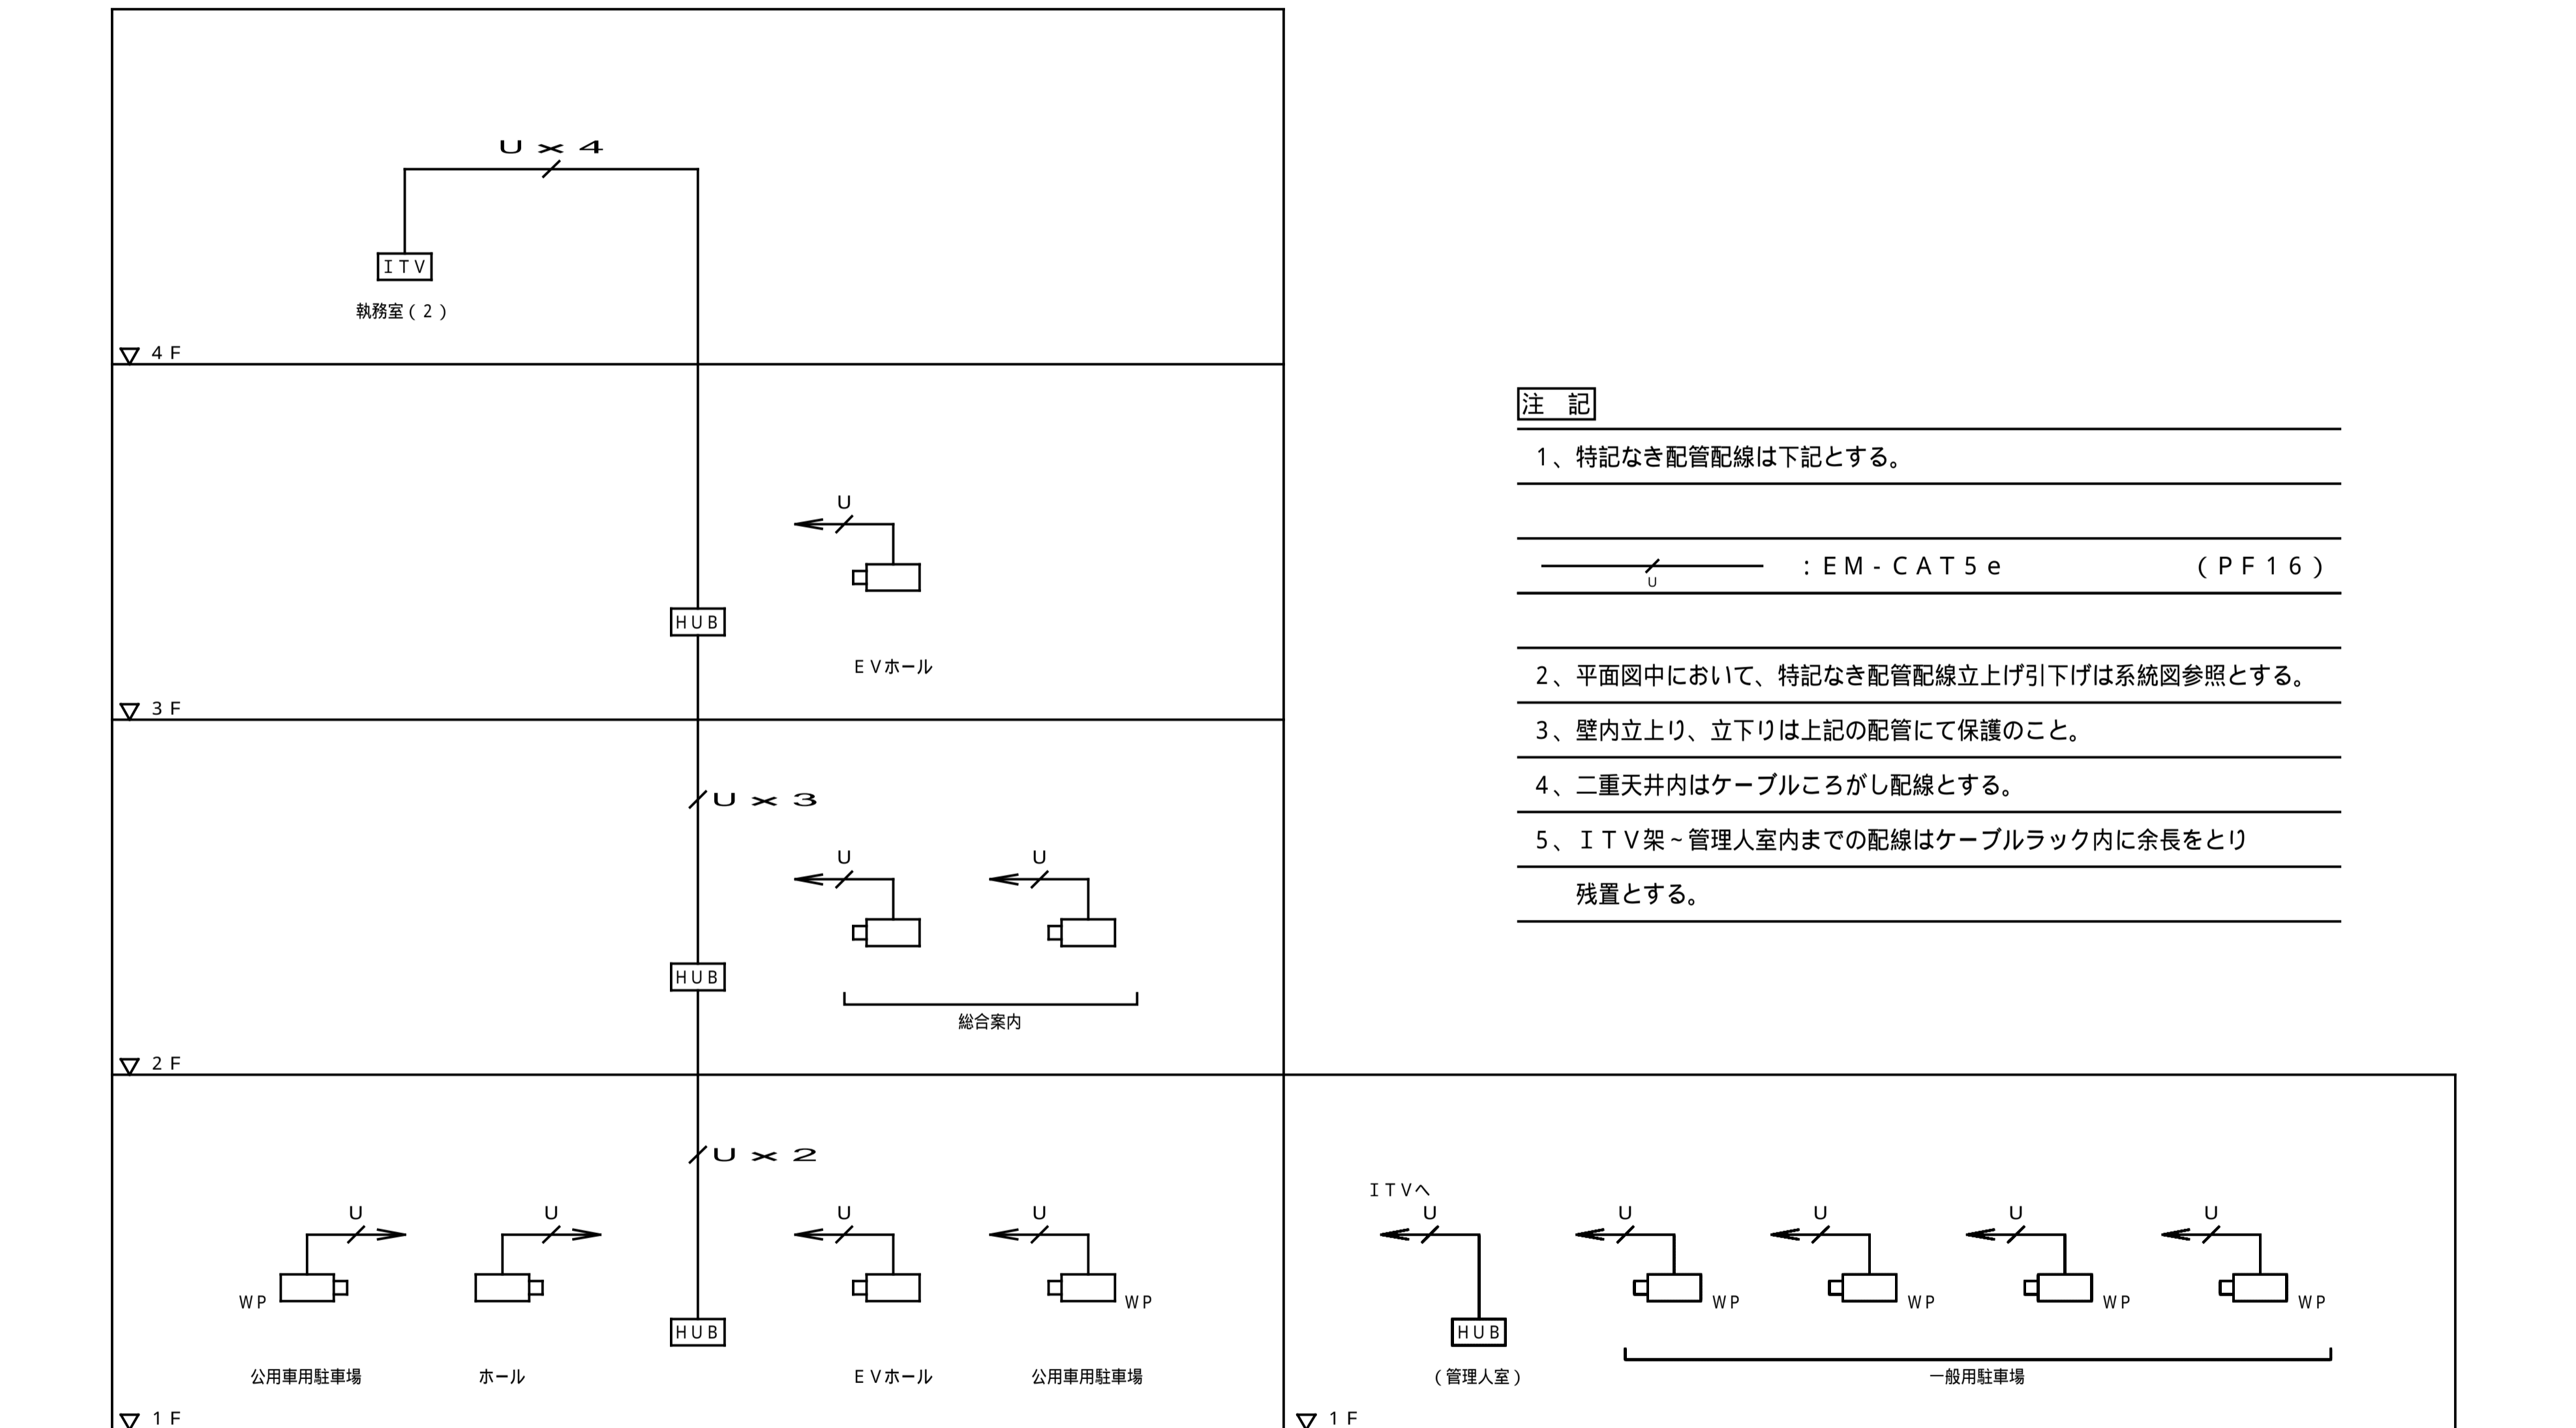 Ｕ×４
ＩＴＶ
執務室（２）
４Ｆ
Ｕ
ＨＵＢ
ＥＶホール
３Ｆ
Ｕ×３
Ｕ Ｕ
ＨＵＢ
総合案内
２Ｆ
Ｕ×２
Ｕ Ｕ Ｕ Ｕ
ＷＰ ＷＰ
ＨＵＢ
公用車用駐車場 ホール ＥＶホール 公用車用駐車場
１Ｆ
注　記
１、特記なき配管配線は下記とする。
Ｕ ：ＥＭ-ＣＡＴ５ｅ （ＰＦ１６）
２、平面図中において、特記なき配管配線立上げ引下げは系統図参照とする。
３、壁内立上り、立下りは上記の配管にて保護のこと。
４、二重天井内はケーブルころがし配線とする。
５、ＩＴＶ架～管理人室内までの配線はケーブルラック内に余長をとり
残置とする。
ＩＴＶへ
Ｕ Ｕ Ｕ Ｕ Ｕ
ＷＰ ＷＰ ＷＰ ＷＰ
ＨＵＢ
（管理人室） 一般用駐車場
１Ｆ